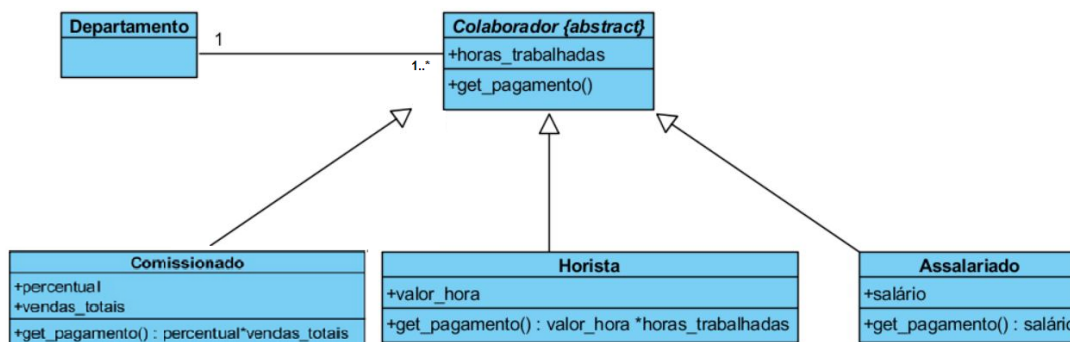 Departamento
1
1..*
Colaborador {abstract}
+horas_trabalhadas
+get_pagamento()
Comissionado
+percentual
+vendas_totais
+get_pagamento() : percentual*vendas_totais
Horista
+valor_hora
+get_pagamento() : valor_hora *horas_trabalhadas
Assalariado
+salário
+get_pagamento() : salário